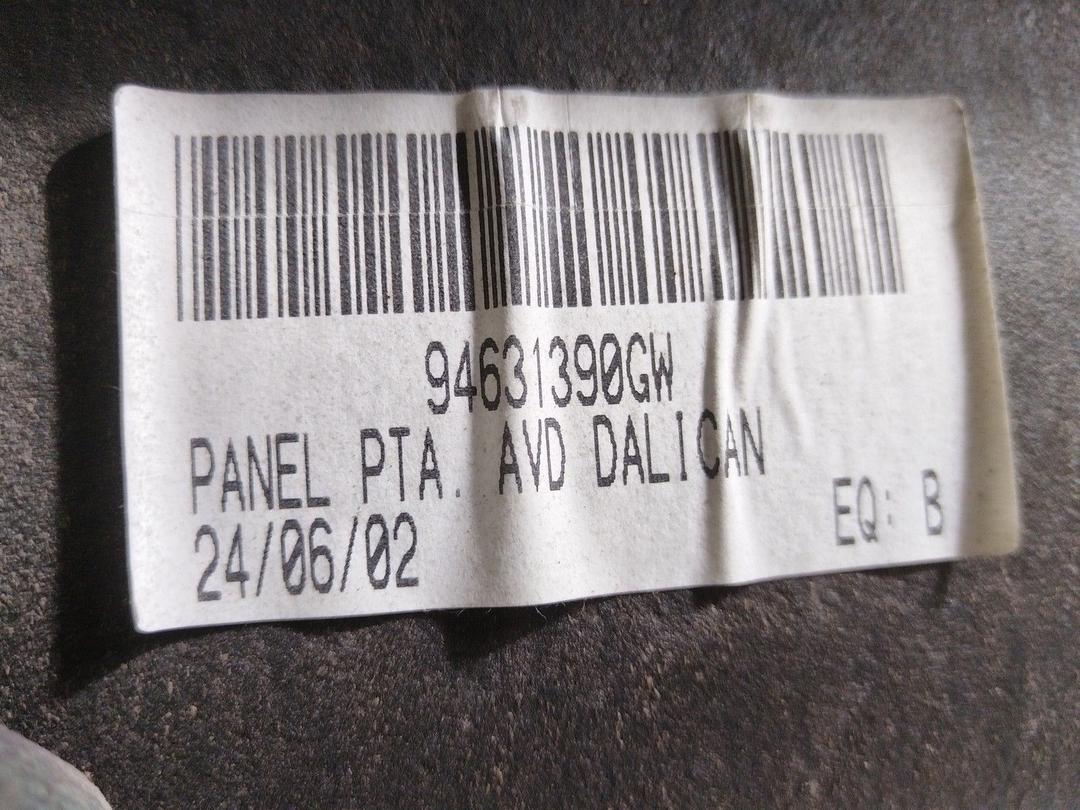 94631390GW
PANEL PTA. AVD DALICAN
24/06/02
EQ: B